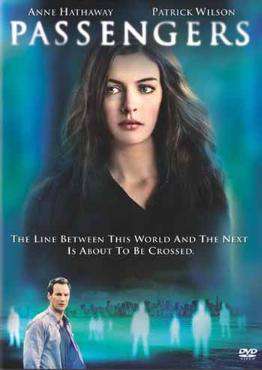 ANNE HATHAWAY PATRICK WILSON
PASSENGERS
THE LINE BETWEEN THIS WORLD AND THE NEXT
IS ABOUT TO BE CROSSED.
DVD
VIDEO